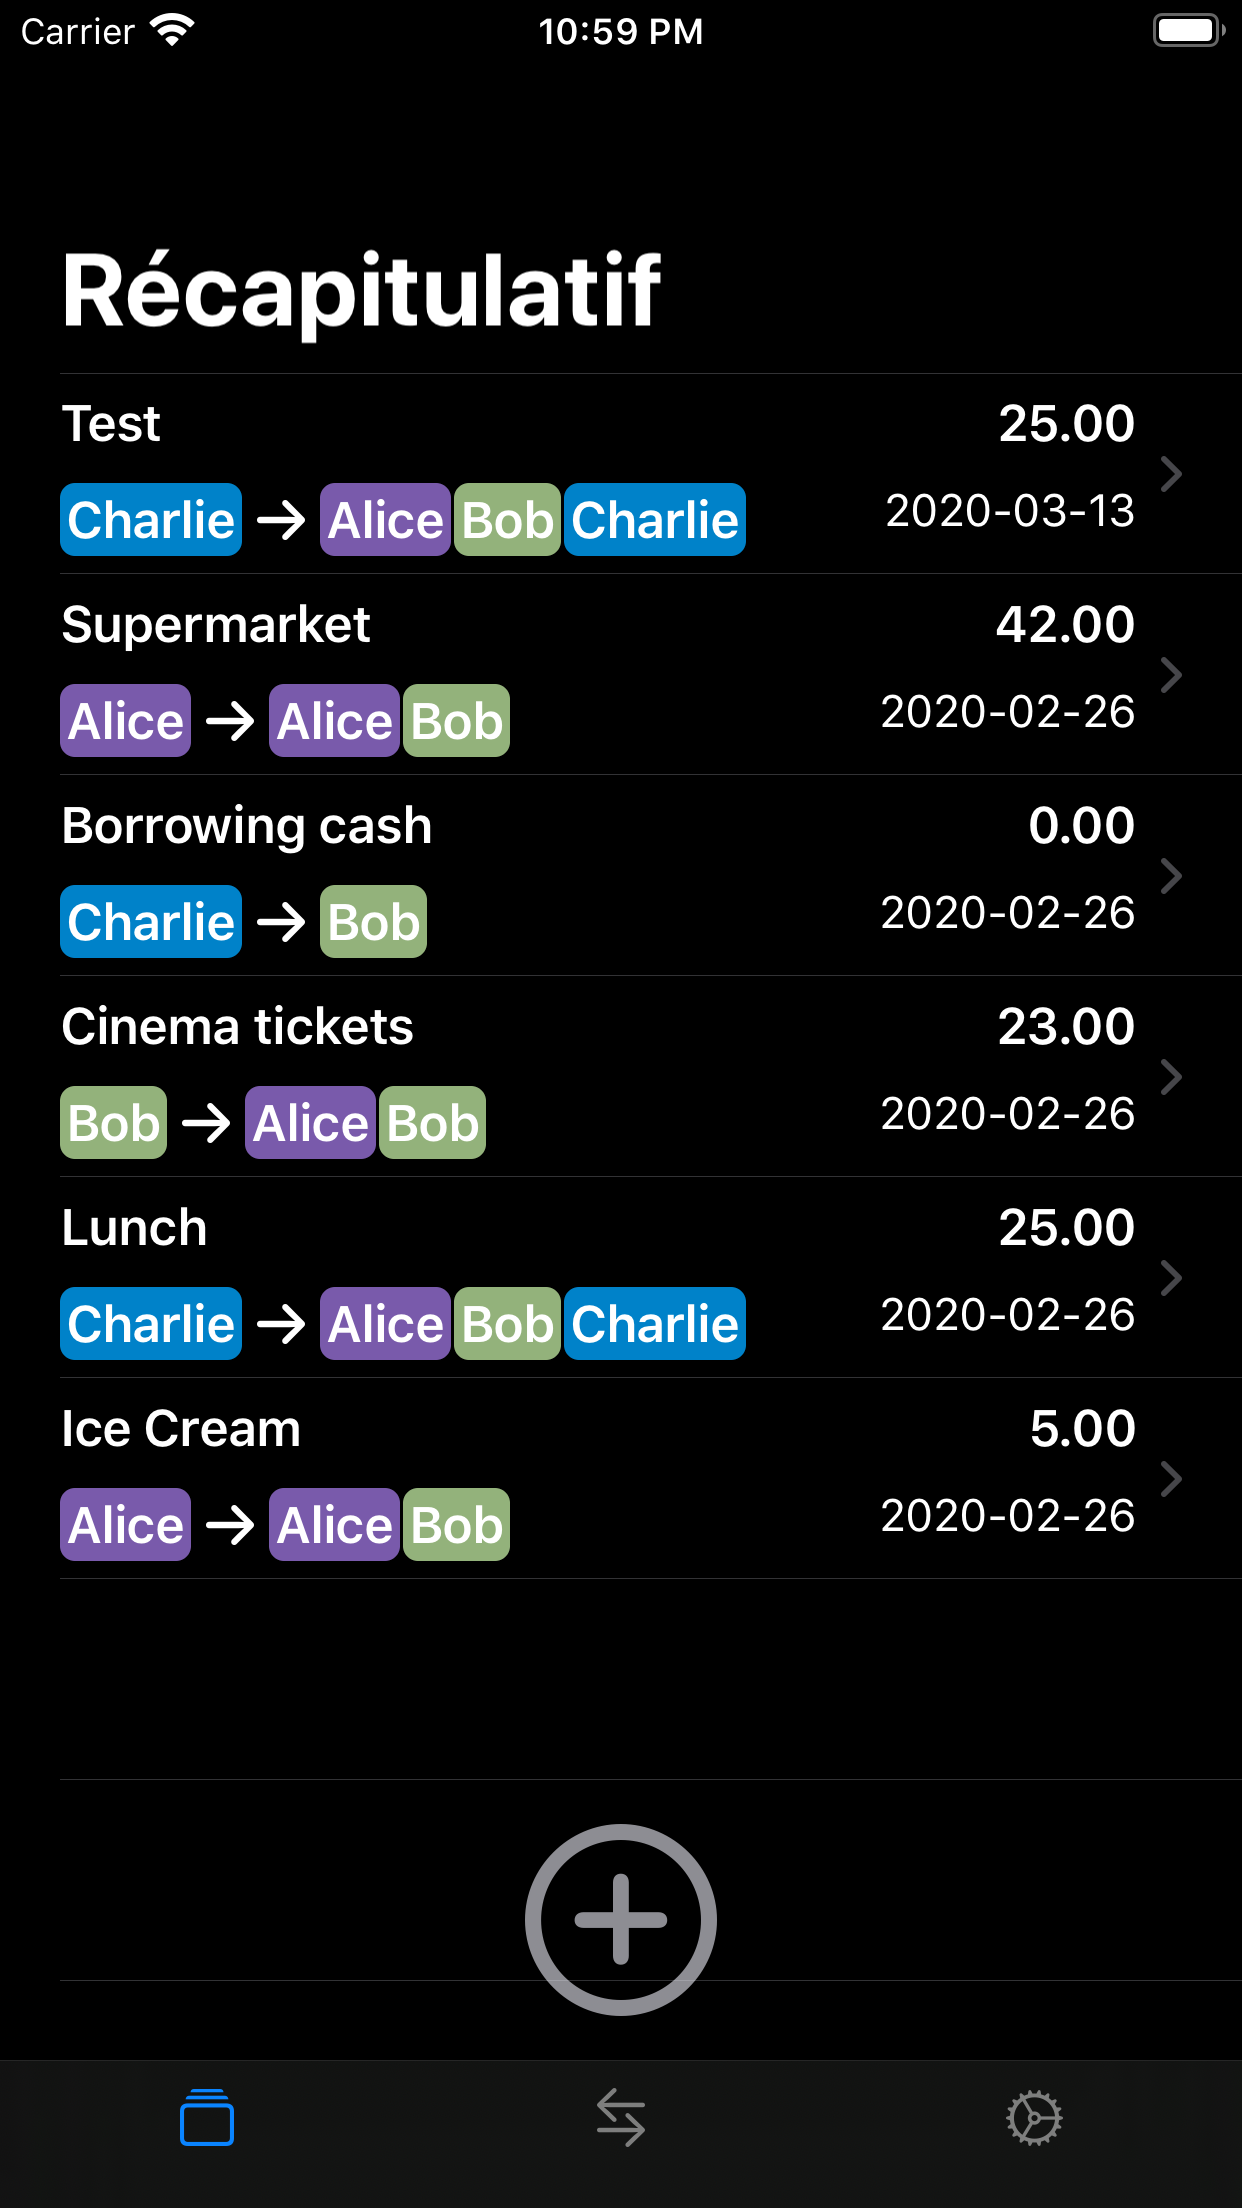 Carrier 10:59 PM
Récapitulatif
Test 25.00
Charlie → Alice Bob Charlie 2020-03-13
Supermarket 42.00
Alice → Alice Bob 2020-02-26
Borrowing cash 0.00
Charlie → Bob 2020-02-26
Cinema tickets 23.00
Bob → Alice Bob 2020-02-26
Lunch 25.00
Charlie → Alice Bob Charlie 2020-02-26
Ice Cream 5.00
Alice → Alice Bob 2020-02-26